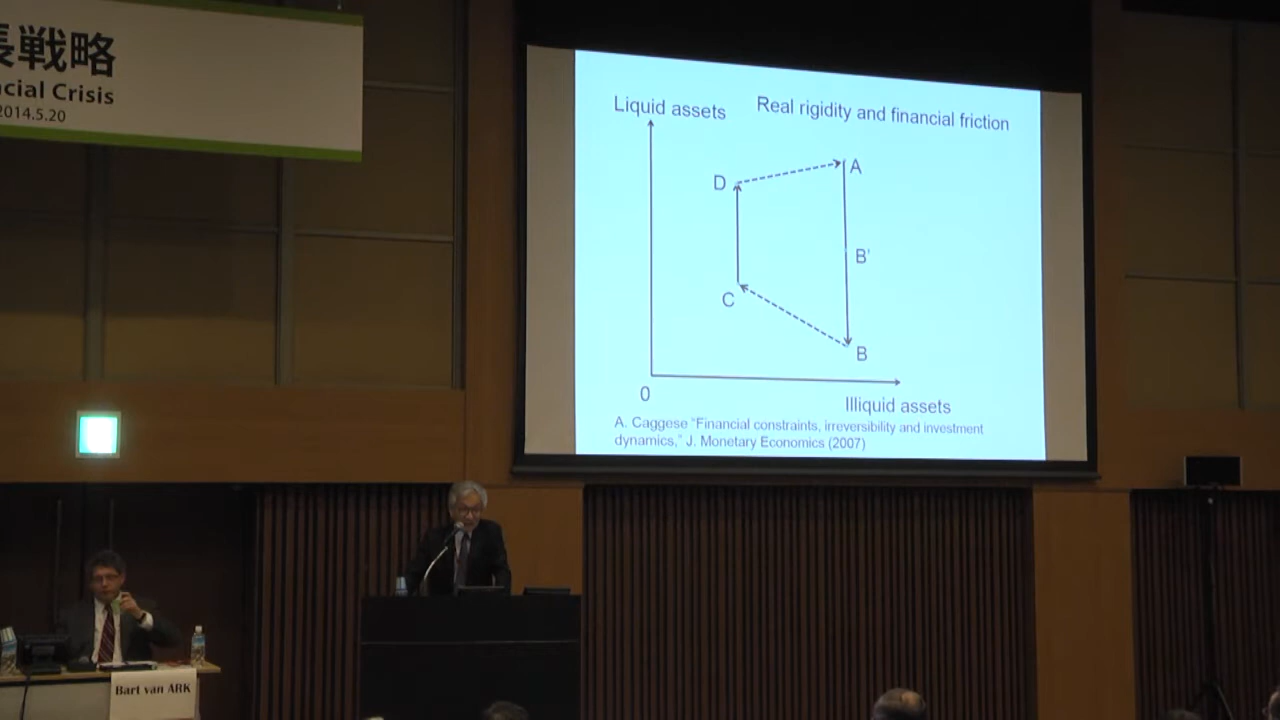 戦略
cial Crisis
2014.5.20
Real rigidity and financial friction
Liquid assets
A
D
B'
C
B
0
Illiquid assets
A. Caggese "Financial constraints, irreversibility and investment
dynamics," J. Monetary Economics (2007)
Bart van ARK